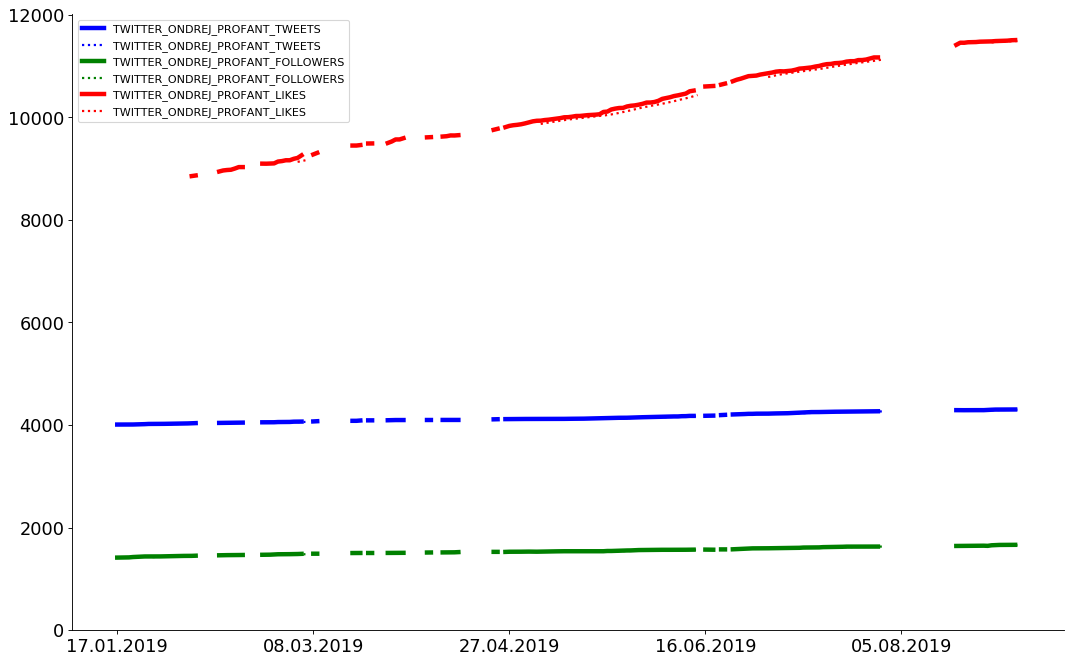 12000
10000
8000
6000
4000
2000
0
TWITTER_ONDREJ_PROFANT_TWEETS
TWITTER_ONDREJ_PROFANT_TWEETS
TWITTER_ONDREJ_PROFANT_FOLLOWERS
TWITTER_ONDREJ_PROFANT_FOLLOWERS
TWITTER_ONDREJ_PROFANT_LIKES
TWITTER_ONDREJ_PROFANT_LIKES
17.01.2019 08.03.2019 27.04.2019 16.06.2019 05.08.2019